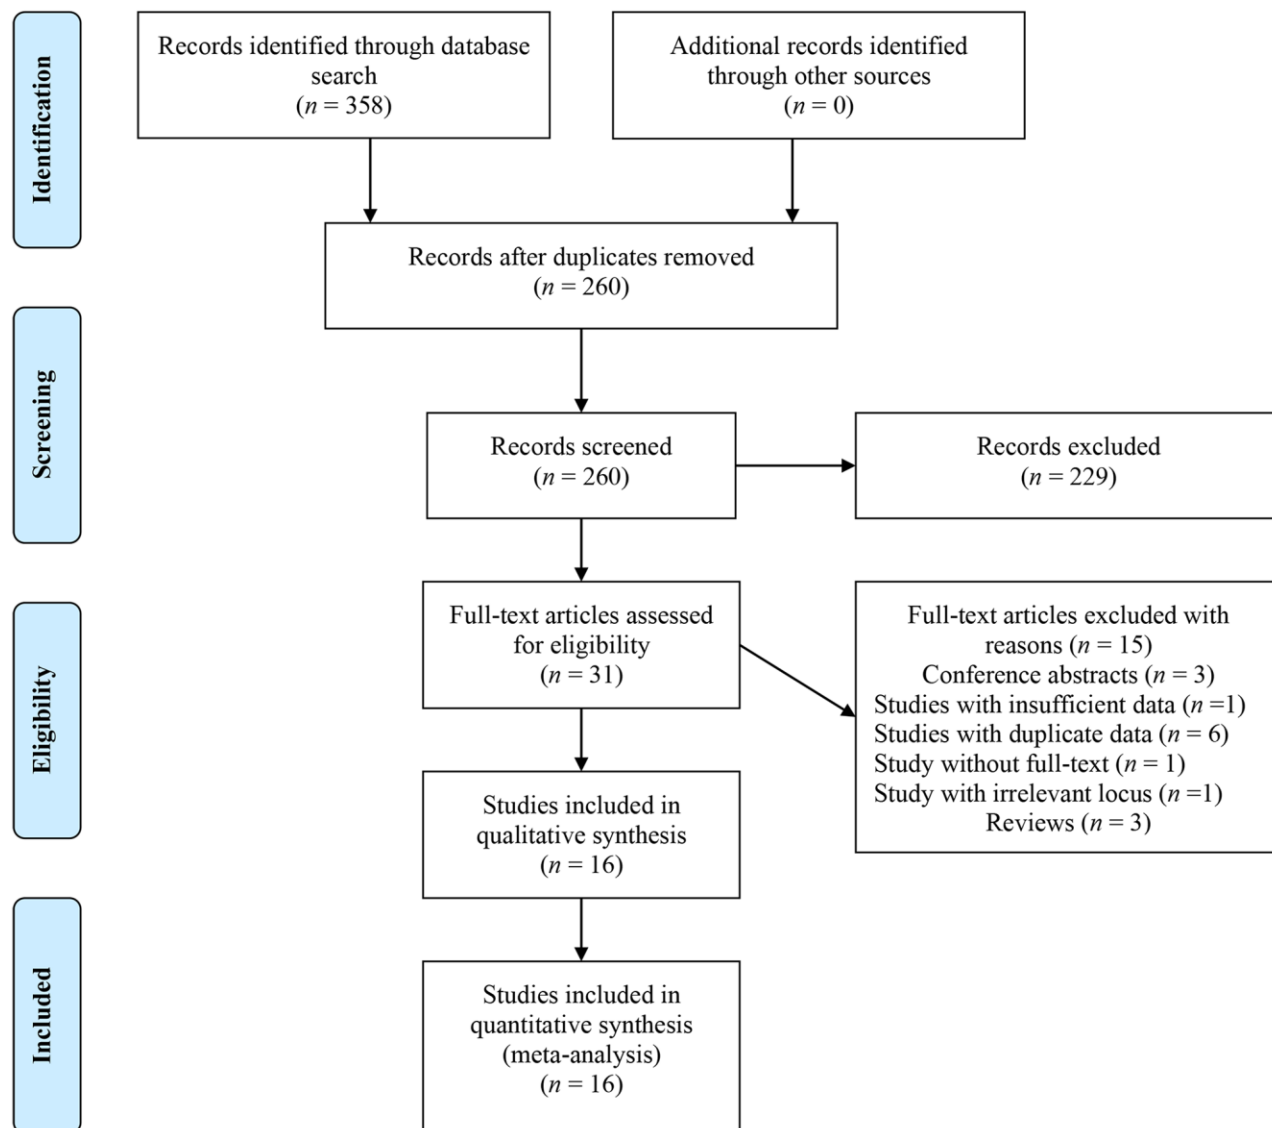 Identification
Records identified through database
search
(n = 358)
Additional records identified
through other sources
(n = 0)
Records after duplicates removed
(n = 260)
Screening
Records screened
(n = 260)
Records excluded
(n = 229)
Eligibility
Full-text articles assessed
for eligibility
(n = 31)
Full-text articles excluded with
reasons (n = 15)
Conference abstracts (n = 3)
Studies with insufficient data (n =1)
Studies with duplicate data (n = 6)
Study without full-text (n = 1)
Study with irrelevant locus (n =1)
Reviews (n = 3)
Studies included in
qualitative synthesis
(n = 16)
Included
Studies included in
quantitative synthesis
(meta-analysis)
(n = 16)